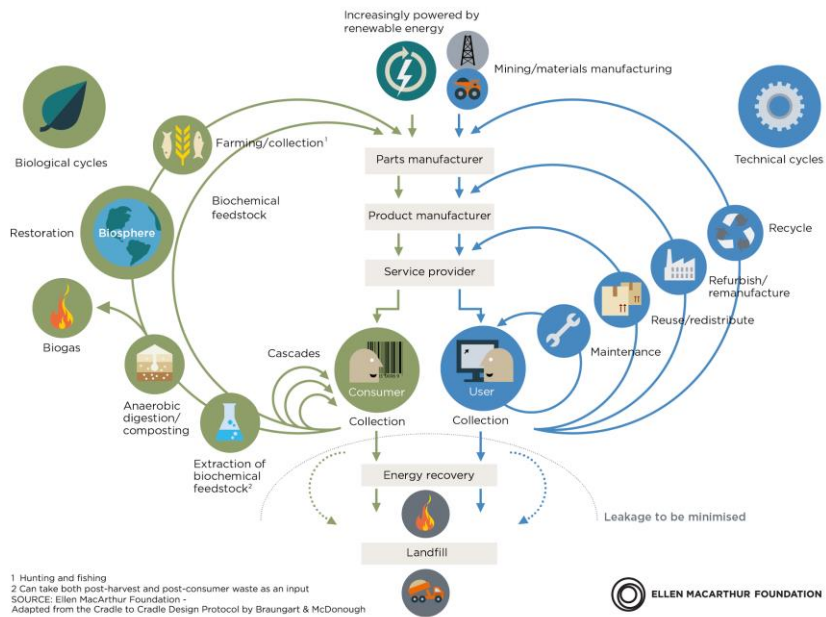 Increasingly powered by
renewable energy
Mining/materials manufacturing
Biological cycles
Technical cycles
Farming/collection¹
Parts manufacturer
Biochemical
feedstock
Product manufacturer
Restoration
Biosphere
Recycle
Service provider
Refurbish/
remanufacture
Reuse/redistribute
Biogas
Cascades
Maintenance
Consumer
User
Anaerobic
digestion/
composting
Collection
Collection
Extraction of
biochemical
feedstock²
Energy recovery
Leakage to be minimised
Landfill
1 Hunting and fishing
2 Can take both post-harvest and post-consumer waste as an input
SOURCE: Ellen MacArthur Foundation -
Adapted from the Cradle to Cradle Design Protocol by Braungart & McDonough
ELLEN MACARTHUR FOUNDATION